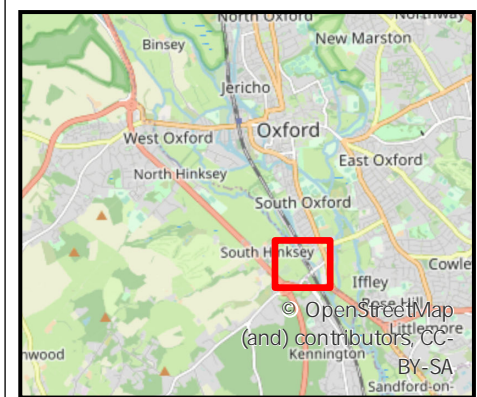 North Oxford
Northway
Binsey
New Marston
Jericho
West Oxford
Oxford
East Oxford
North Hinksey
South Oxford
South Hinksey
Cowle
Iffley
Rose Hill
© OpenStreetMap
Littlemore
(and) contributors, CC-
nwood
Kennington
BY-SA
Sandford-on-